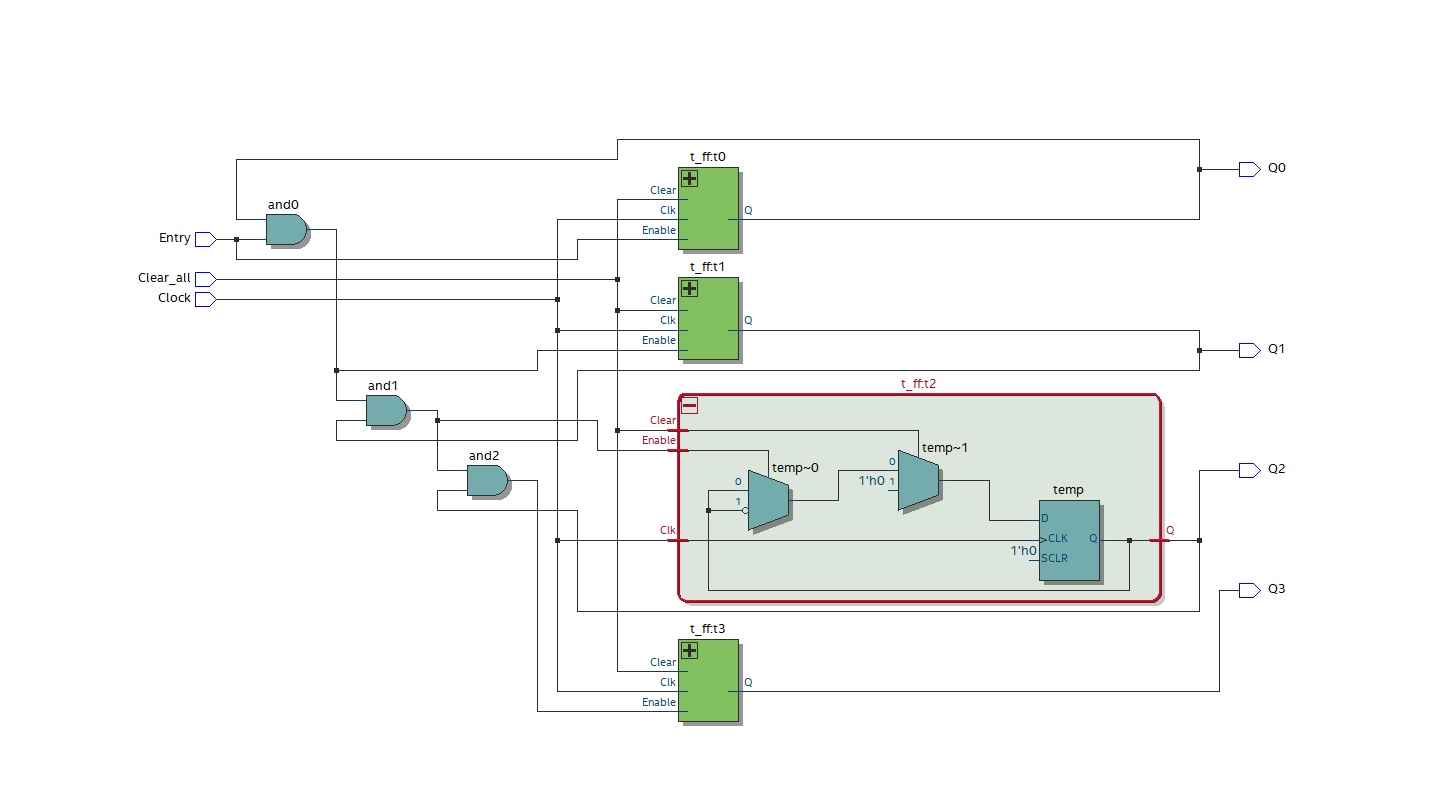 t_ff:t0
Q0
Clear
and0
Clk
Q
Enable
Entry
t_ff:t1
Clear_all
Clock
Clear
Clk
Q
Enable
Q1
and1
t_ff:t2
Clear
Enable
temp~1
and2
temp~0
0
Q2
0
1'h0
1
temp
1
D
Clk
CLK
Q
Q
1'h0
SCLR
Q3
t_ff:t3
Clear
Clk
Q
Enable